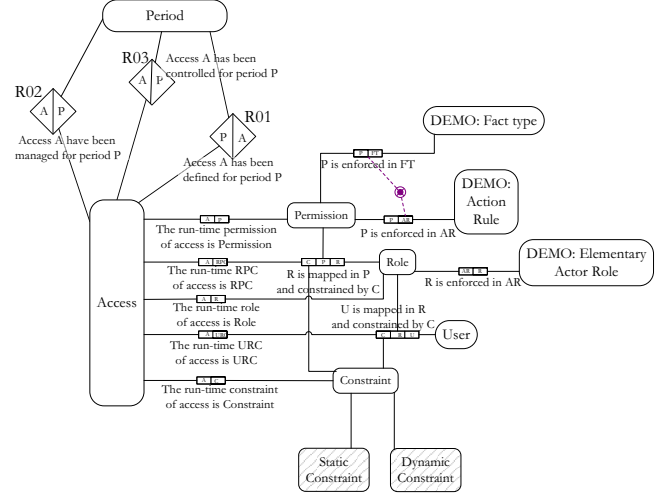 Period
R03
Access A has been
controlled for period P
R02
A P
A P
R01
P A
Access A have been
managed for period P
Access A has been
defined for period P
DEMO: Fact type
P FT
P is enforced in FT
DEMO:
Action
Rule
Permission
A P
P AR
The run-time permission
of access is Permission
P is enforced in AR
DEMO: Elementary
Actor Role
A RPC
C P R
Role
AR R
The run-time RPC
of access is RPC
R is mapped in P
and constrained by C
R is enforced in AR
Access
A R
The run-time role
of access is Role
U is mapped in R
and constrained by C
A URC
C R U
User
The run-time URC
of access is URC
A C
Constraint
The run-time constraint
of access is Constraint
Static
Constraint
Dynamic
Constraint